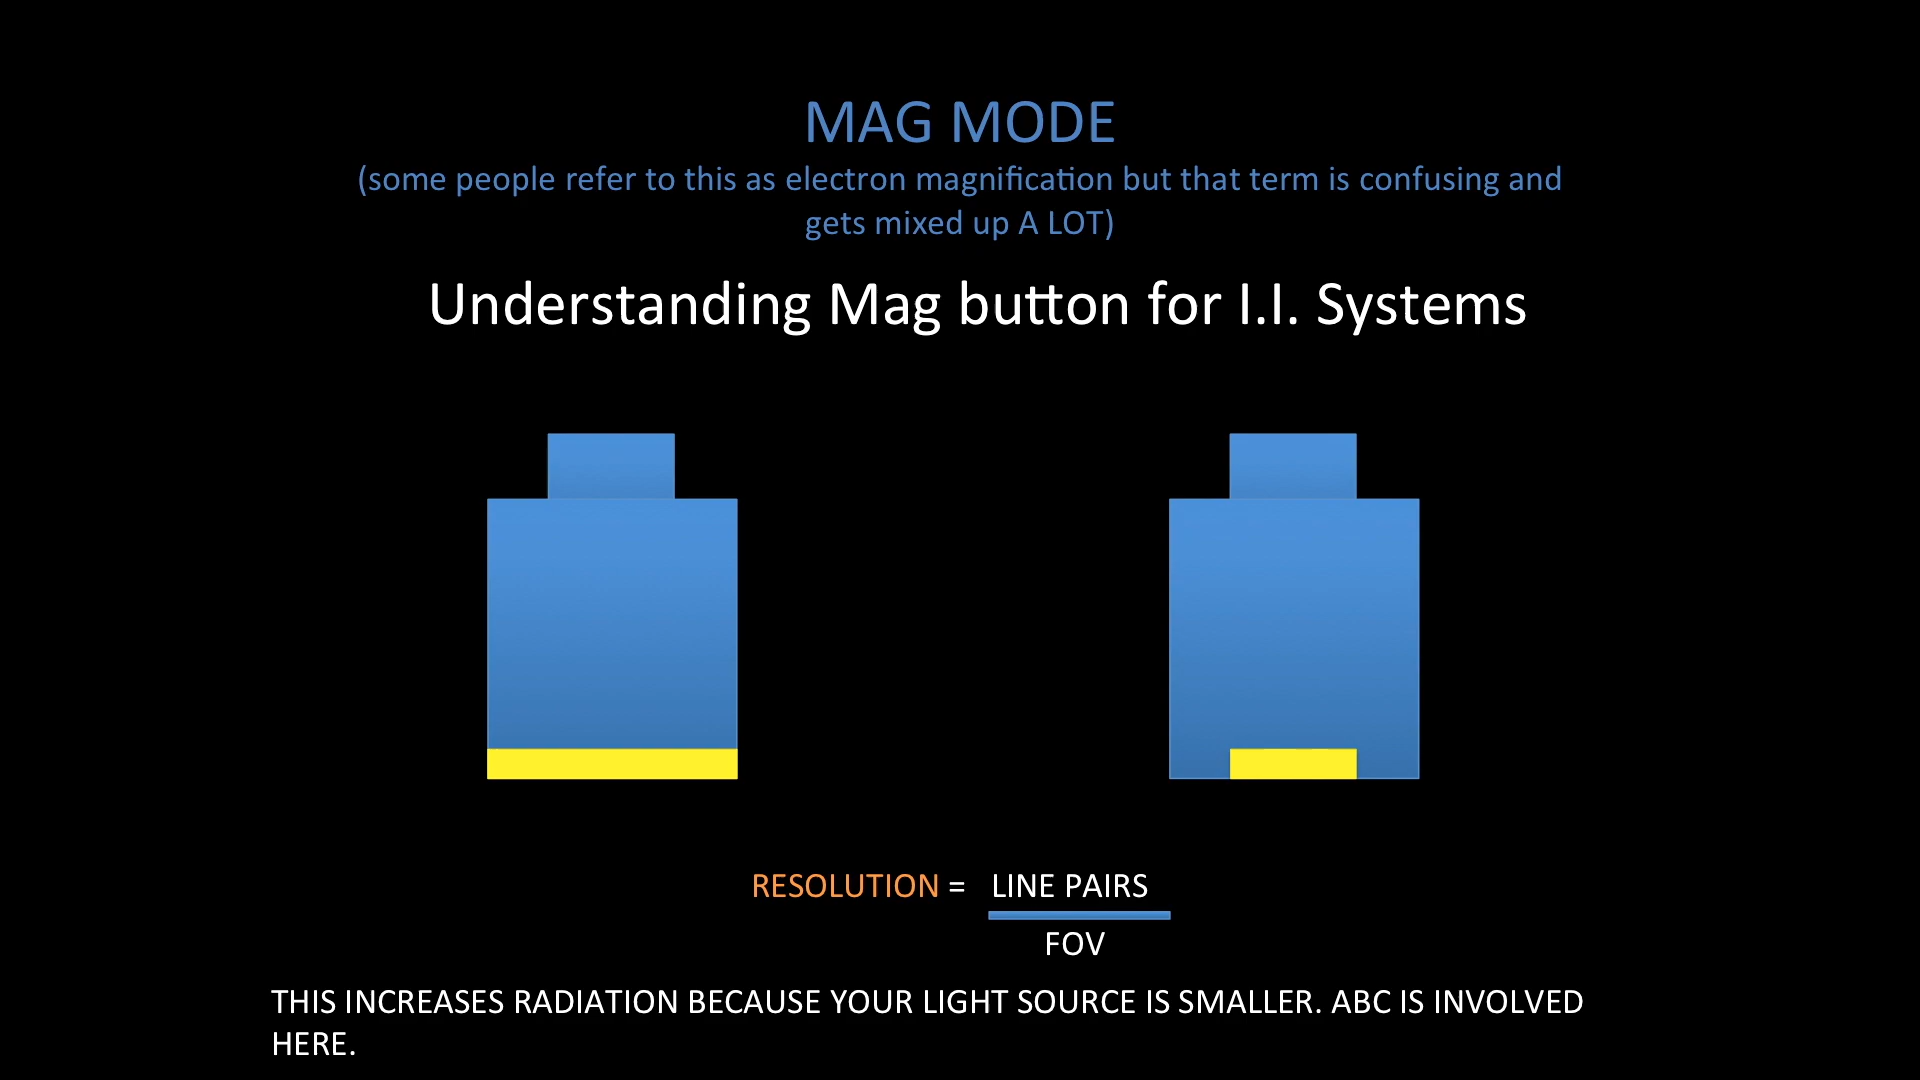 MAG MODE
(some people refer to this as electron magnification but that term is confusing and
gets mixed up A LOT)
Understanding Mag button for I.I. Systems
RESOLUTION = LINE PAIRS
FOV
THIS INCREASES RADIATION BECAUSE YOUR LIGHT SOURCE IS SMALLER. ABC IS INVOLVED
HERE.